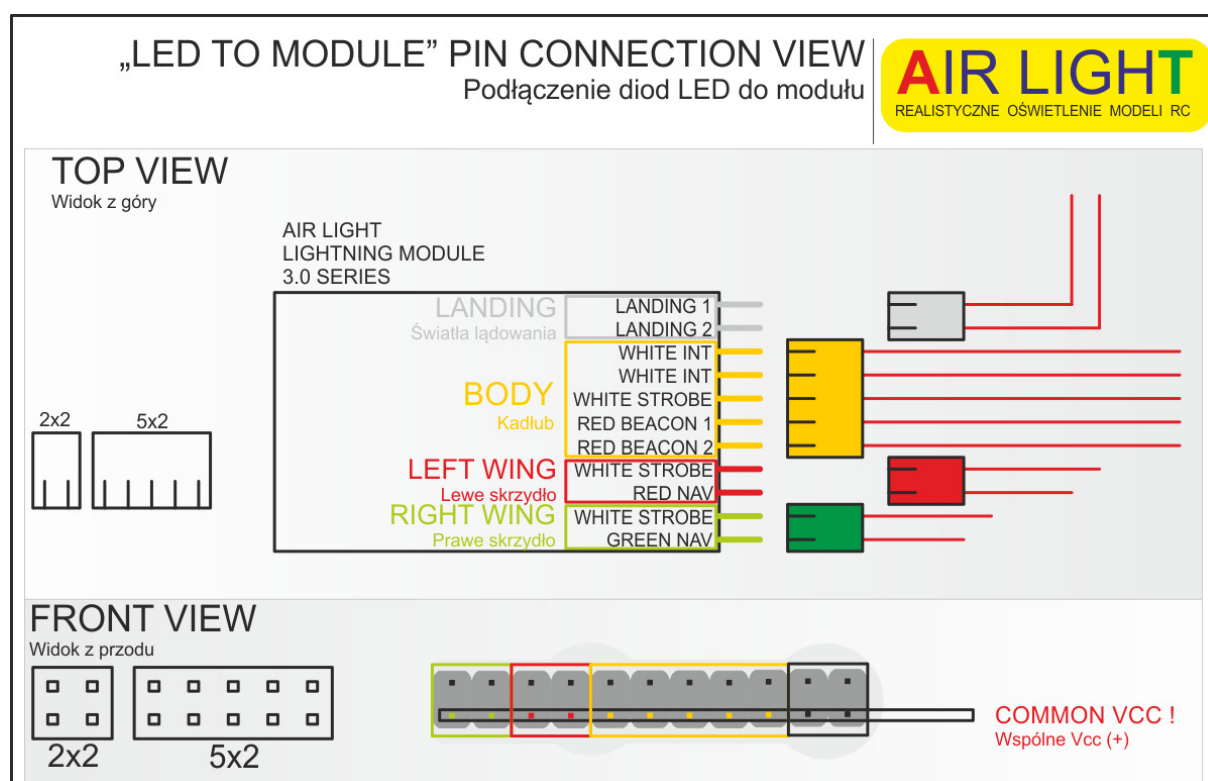 „LED TO MODULE” PIN CONNECTION VIEW
Podłączenie diod LED do modułu
AIR LIGHT
REALISTYCZNE OŚWIETLENIE MODELI RC
TOP VIEW
Widok z góry
AIR LIGHT
LIGHTNING MODULE
3.0 SERIES
LANDING
Światła lądowania
LANDING 1
LANDING 2
BODY
Kadłub
WHITE INT
WHITE INT
WHITE STROBE
RED BEACON 1
RED BEACON 2
LEFT WING
Lewe skrzydło
WHITE STROBE
RED NAV
RIGHT WING
Prawe skrzydło
WHITE STROBE
GREEN NAV
2x2
5x2
FRONT VIEW
Widok z przodu
2x2
5x2
COMMON VCC !
Wspólne Vcc (+)